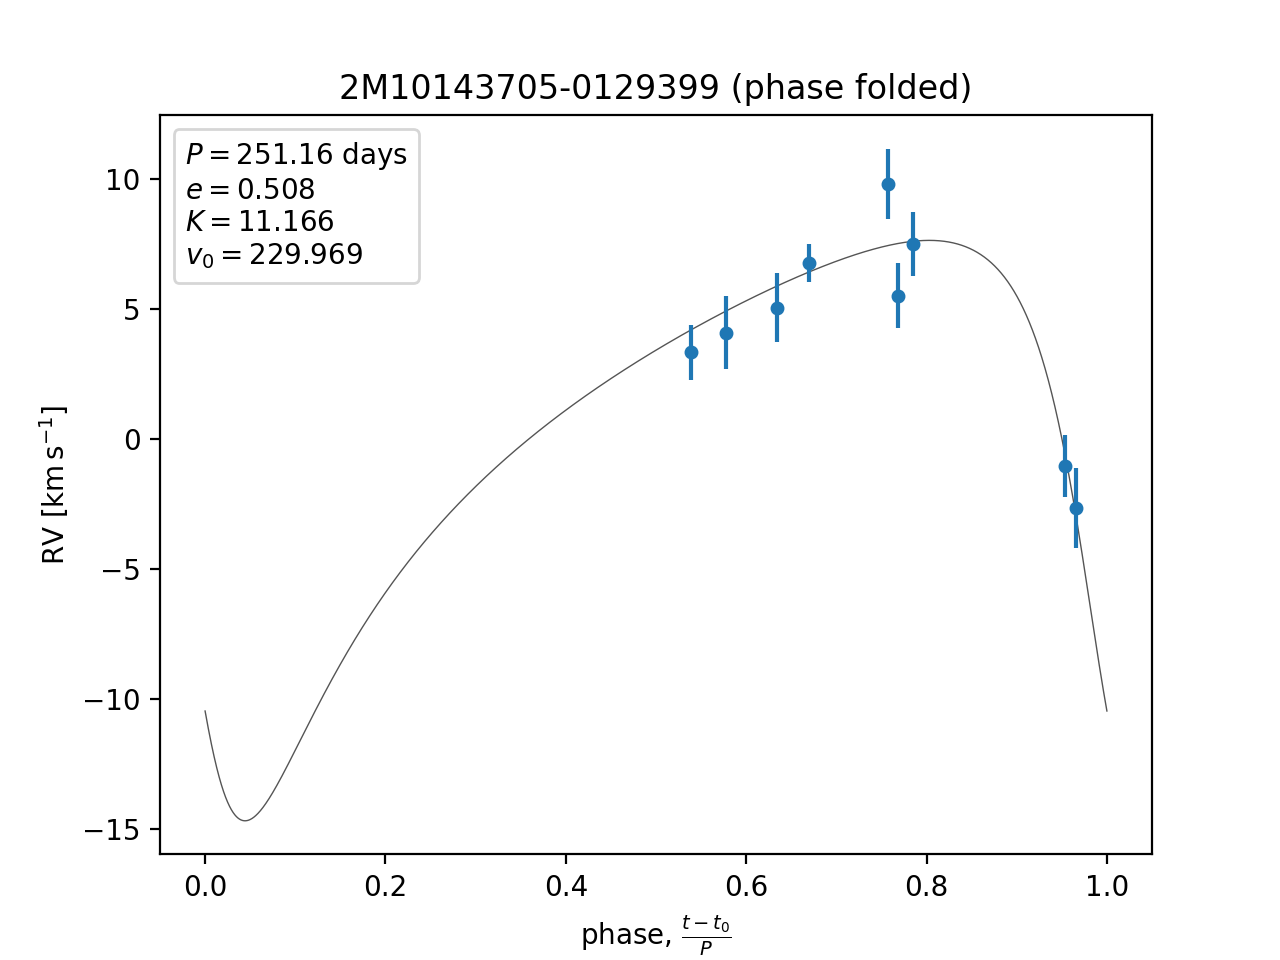 2M10143705-0129399 (phase folded)
P = 251.16 days
e = 0.508
K = 11.166
v₀ = 229.969
10
5
0
−5
−10
−15
RV [km s⁻¹]
0.0 0.2 0.4 0.6 0.8 1.0
phase, (t − t₀)/P